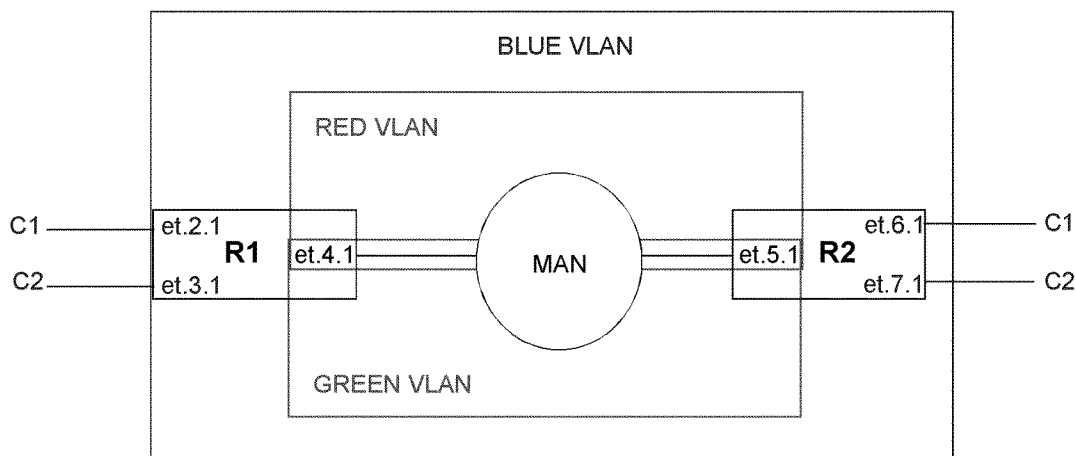 BLUE VLAN
RED VLAN
C1
et.2.1
R1
et.4.1
C2
et.3.1
MAN
et.6.1
C1
et.5.1
R2
et.7.1
C2
GREEN VLAN